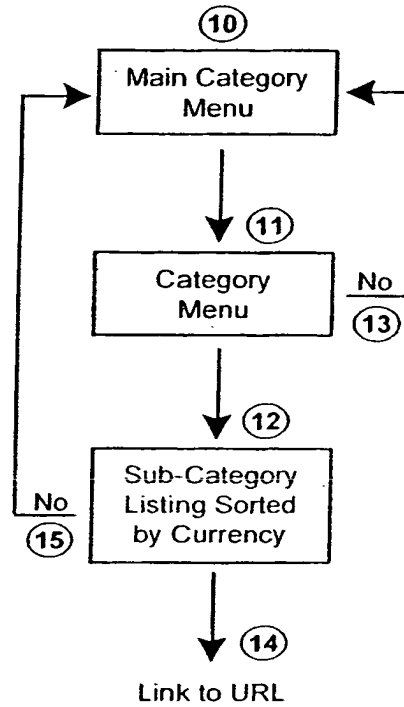 10
Main Category
Menu
11
Category
Menu
No
13
12
Sub-Category
Listing Sorted
by Currency
No
15
14
Link to URL